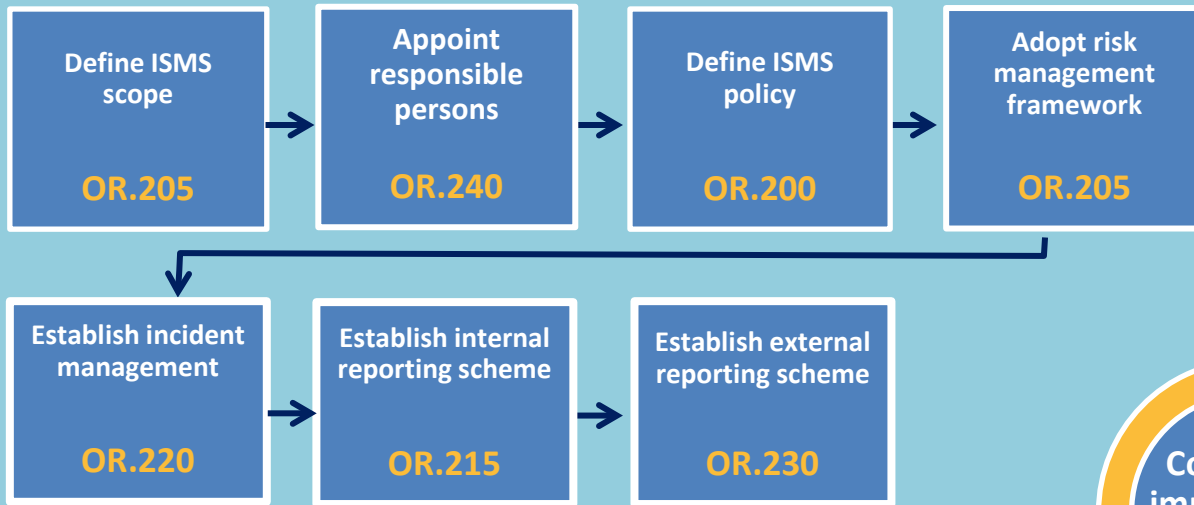 Define ISMS
scope
OR.205
Appoint
responsible
persons
OR.240
Define ISMS
policy
OR.200
Adopt risk
management
framework
OR.205
Establish incident
management
OR.220
Establish internal
reporting scheme
OR.215
Establish external
reporting scheme
OR.230